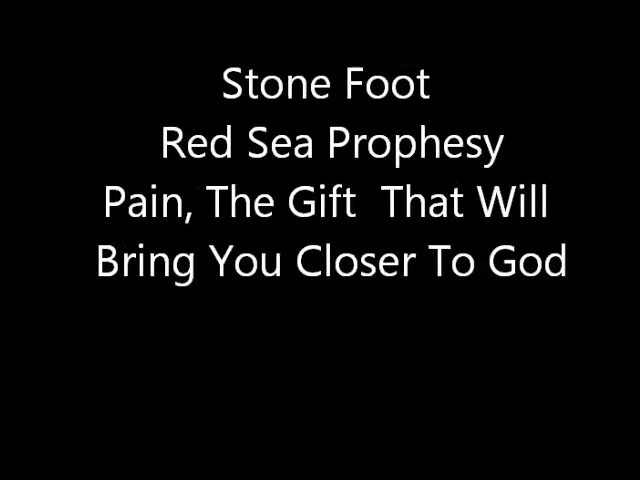 Stone Foot
Red Sea Prophesy
Pain, The Gift  That Will
Bring You Closer To God